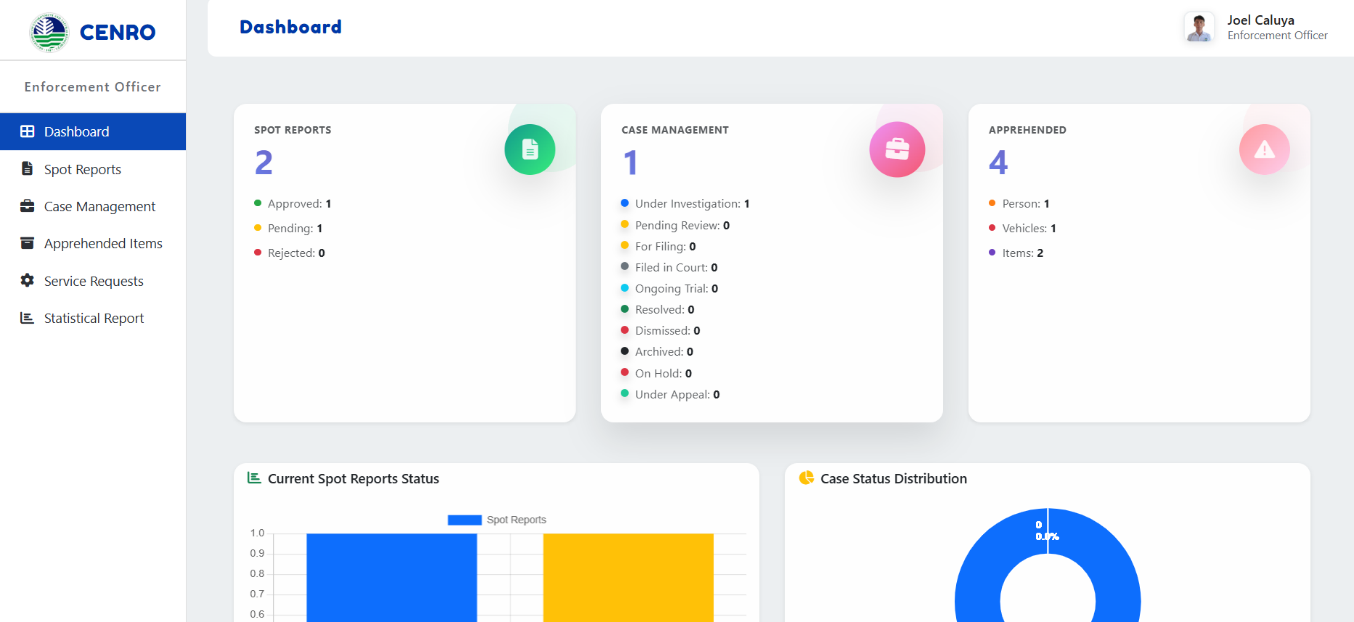 CENRO
Dashboard
Joel Caluya
Enforcement Officer
Enforcement Officer
Dashboard
Spot Reports
Case Management
Apprehended Items
Service Requests
Statistical Report
SPOT REPORTS
2
Approved: 1
Pending: 1
Rejected: 0
CASE MANAGEMENT
1
Under Investigation: 1
Pending Review: 0
For Filing: 0
Filed in Court: 0
Ongoing Trial: 0
Resolved: 0
Dismissed: 0
Archived: 0
On Hold: 0
Under Appeal: 0
APPREHENDED
4
Person: 1
Vehicles: 1
Items: 2
Current Spot Reports Status
Spot Reports
1.0
0.9
0.8
0.7
0.6
Case Status Distribution
0
0.0%